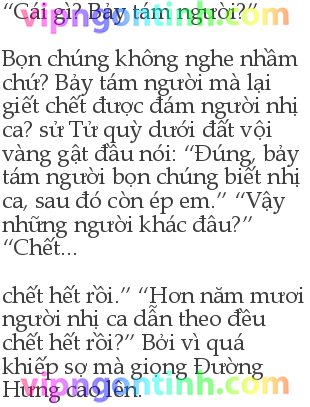 “Cái gì? Bảy tám người?”
vipngontinh.com
Bọn chúng không nghe nhầm
chứ? Bảy tám người mà lại
giết chết được đám người nhị
ca? sử Tử quỳ dưới đất vội
vàng gật đầu nói: “Đúng, bảy
tám người bọn chúng biết nhị
ca, sau đó còn ép em.” “Vậy
những người khác đâu?”
“Chết...
chết hết rồi.” “Hơn năm mươi
người nhị ca dẫn theo đều
chết hết rồi?” Bởi vì quá
khiếp sợ mà giọng Đường
Hưng cao lên.
vipngontinh.com